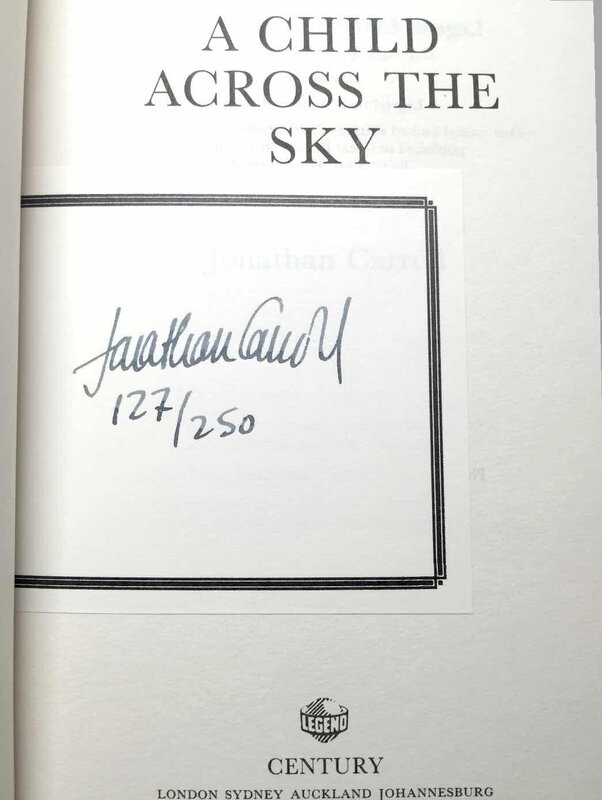 A CHILD
ACROSS THE
SKY
Jonathan Carroll
Jonathan Carroll
127/250
LEGEND
CENTURY
LONDON SYDNEY AUCKLAND JOHANNESBURG